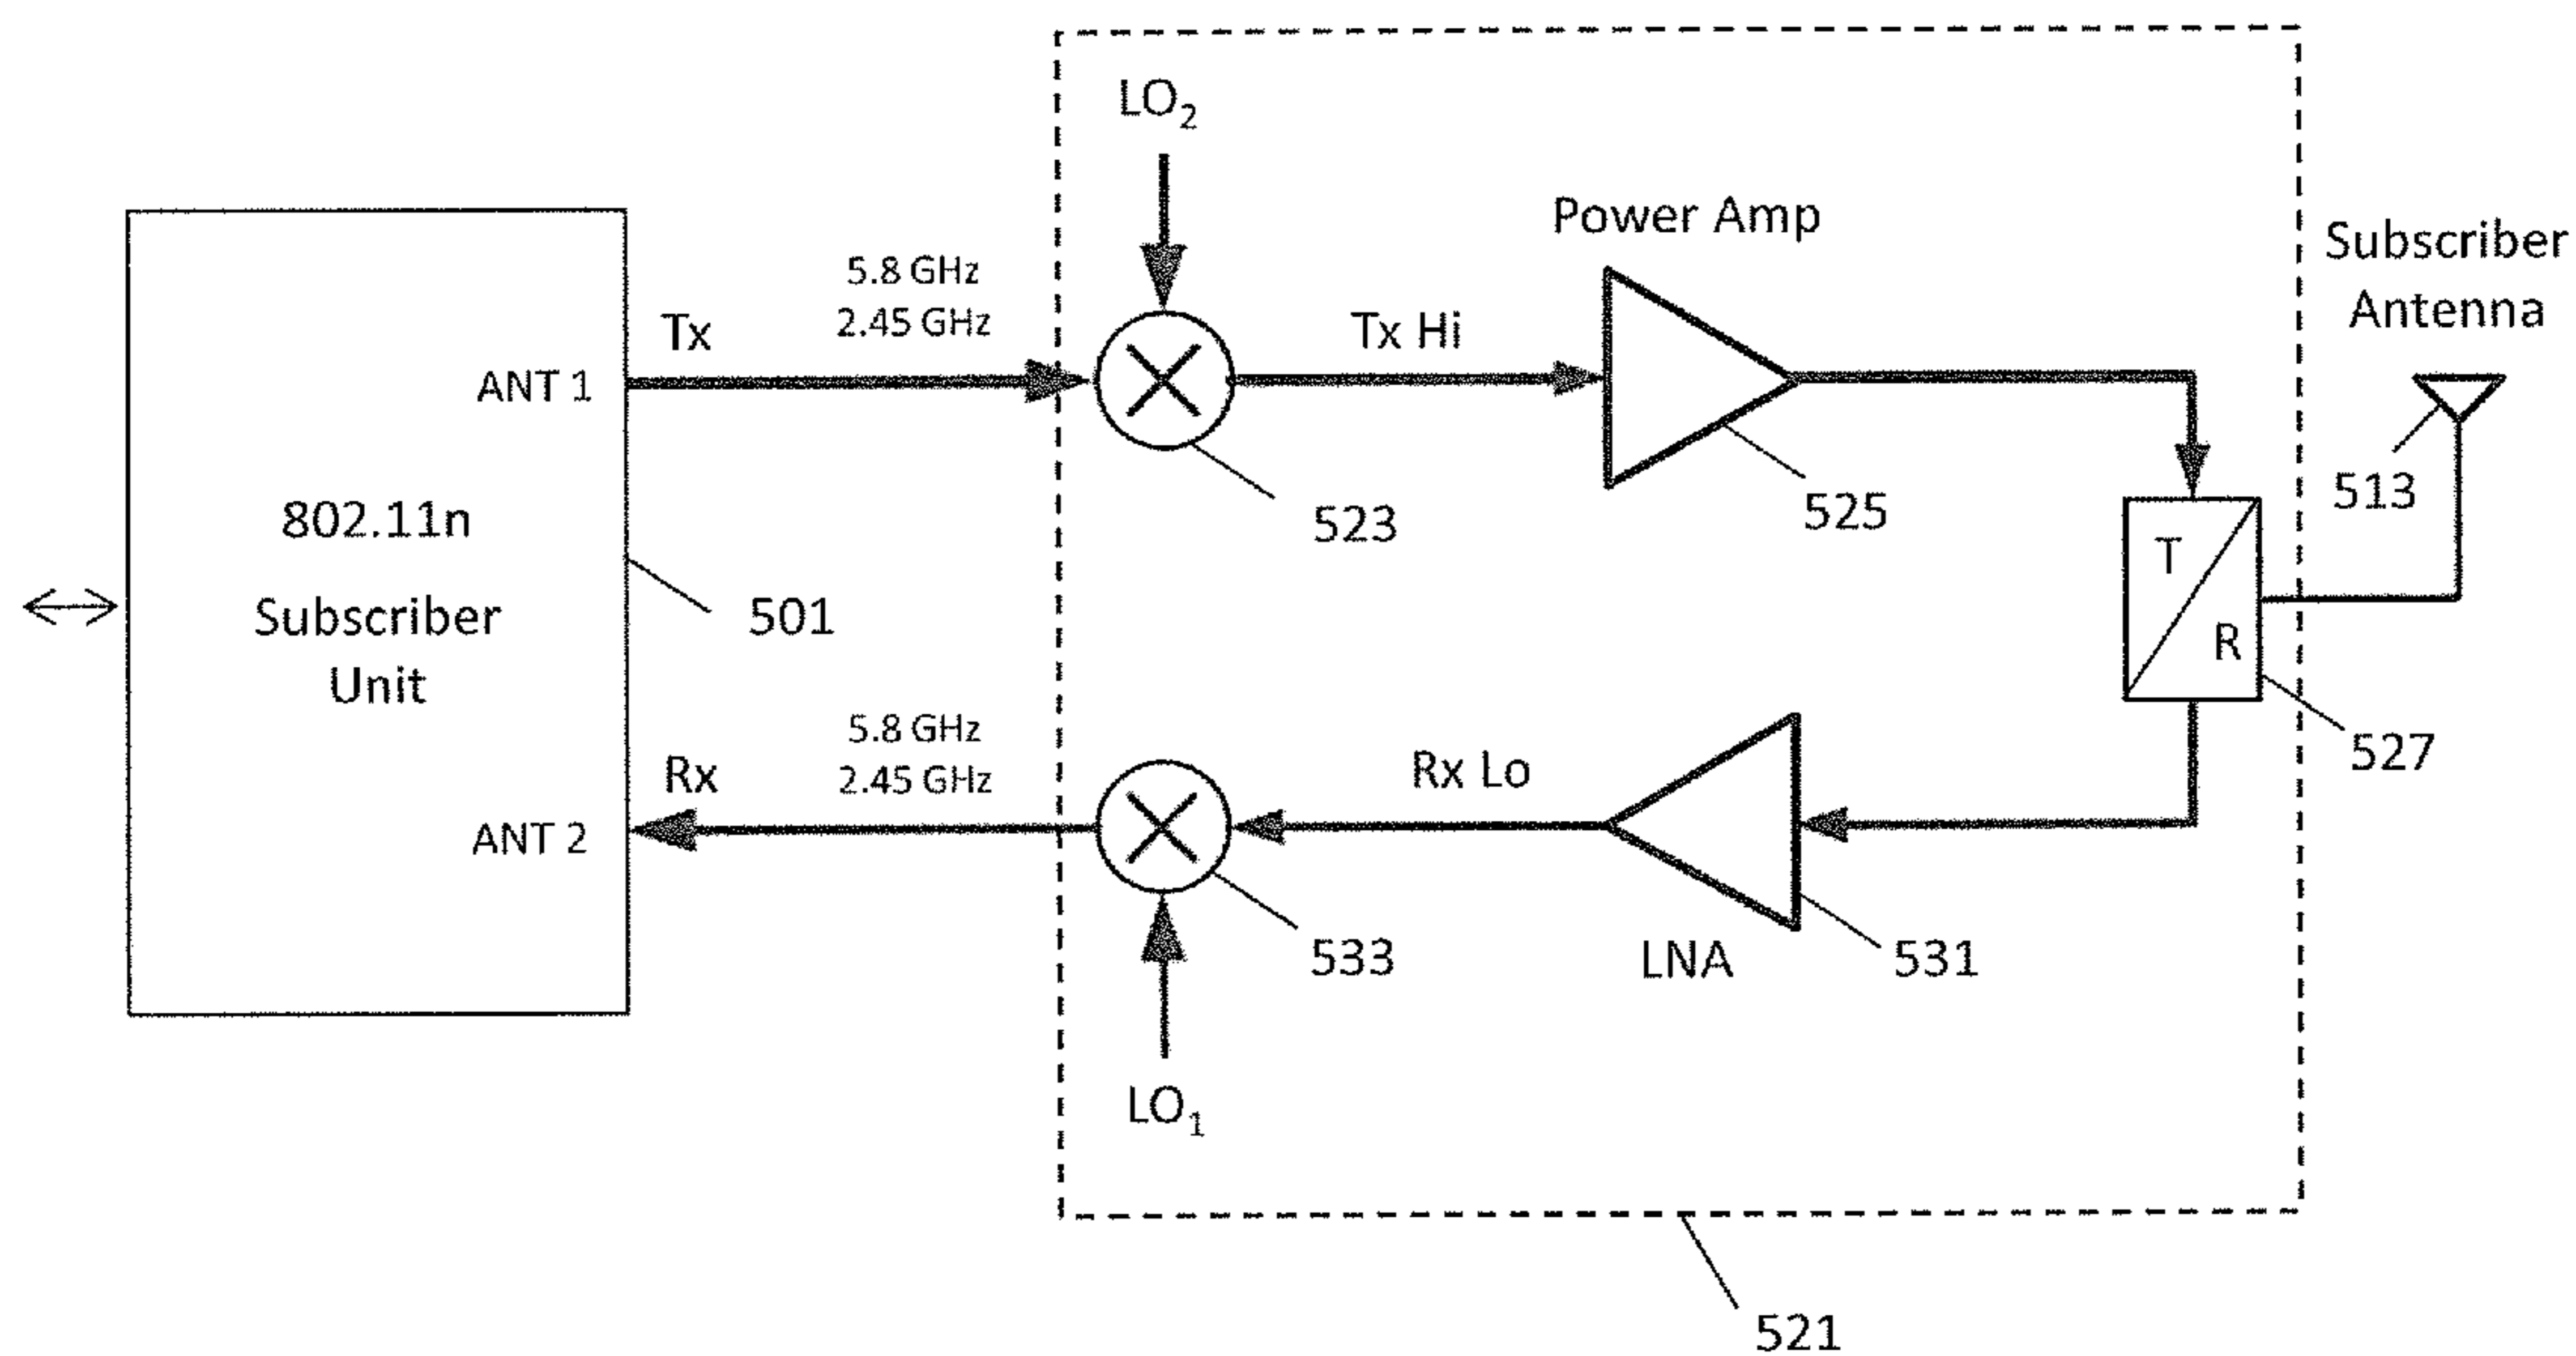 LO2
Power Amp
Subscriber
Antenna
5.8 GHz
2.45 GHz
Tx
Tx Hi
ANT 1
513
525
523
802.11n
Subscriber
Unit
501
T
R
527
5.8 GHz
2.45 GHz
Rx
Rx Lo
ANT 2
533
LNA
531
LO1
521